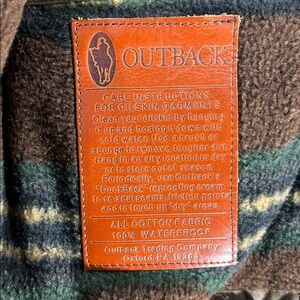 OUTBACK
CARE INSTRUCTIONS
FOR OILSKIN GARMENTS
Clean your oilskin by hanging
it up and hosing it down with
cold water. Use a brush or
sponge to remove tougher dirt.
Hang in an airy location to dry
or to store out of season.
Periodically, use Outback's
"Duckback" reproofing cream
to re-seal seams, friction points,
and to touch up "dry" areas.
ALL COTTON FABRIC
100% WATERPROOF
Outback Trading Company
Oxford, PA 19363